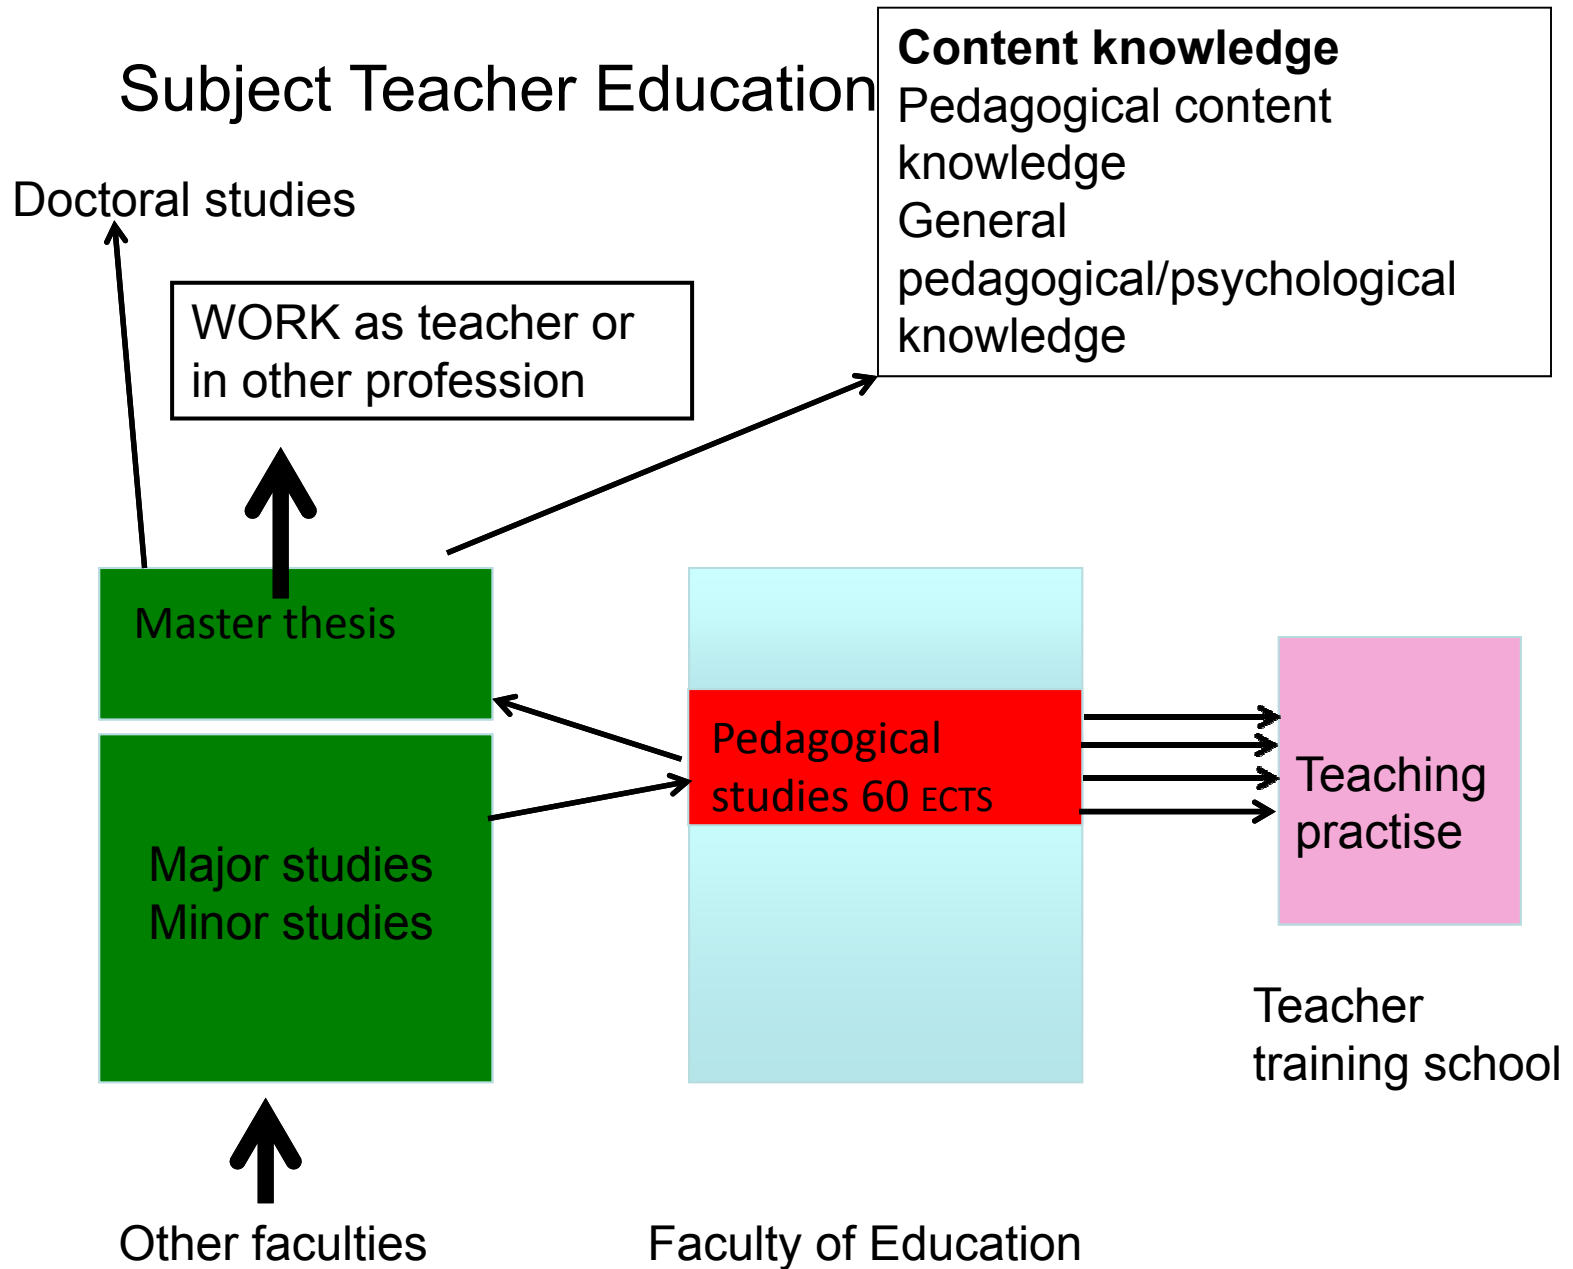 Subject Teacher Education
Content knowledge
Pedagogical content
knowledge
General
pedagogical/psychological
knowledge
Doctoral studies
WORK as teacher or
in other profession
Master thesis
Pedagogical
studies 60 ECTS
Teaching
practise
Major studies
Minor studies
Teacher
training school
Other faculties
Faculty of Education